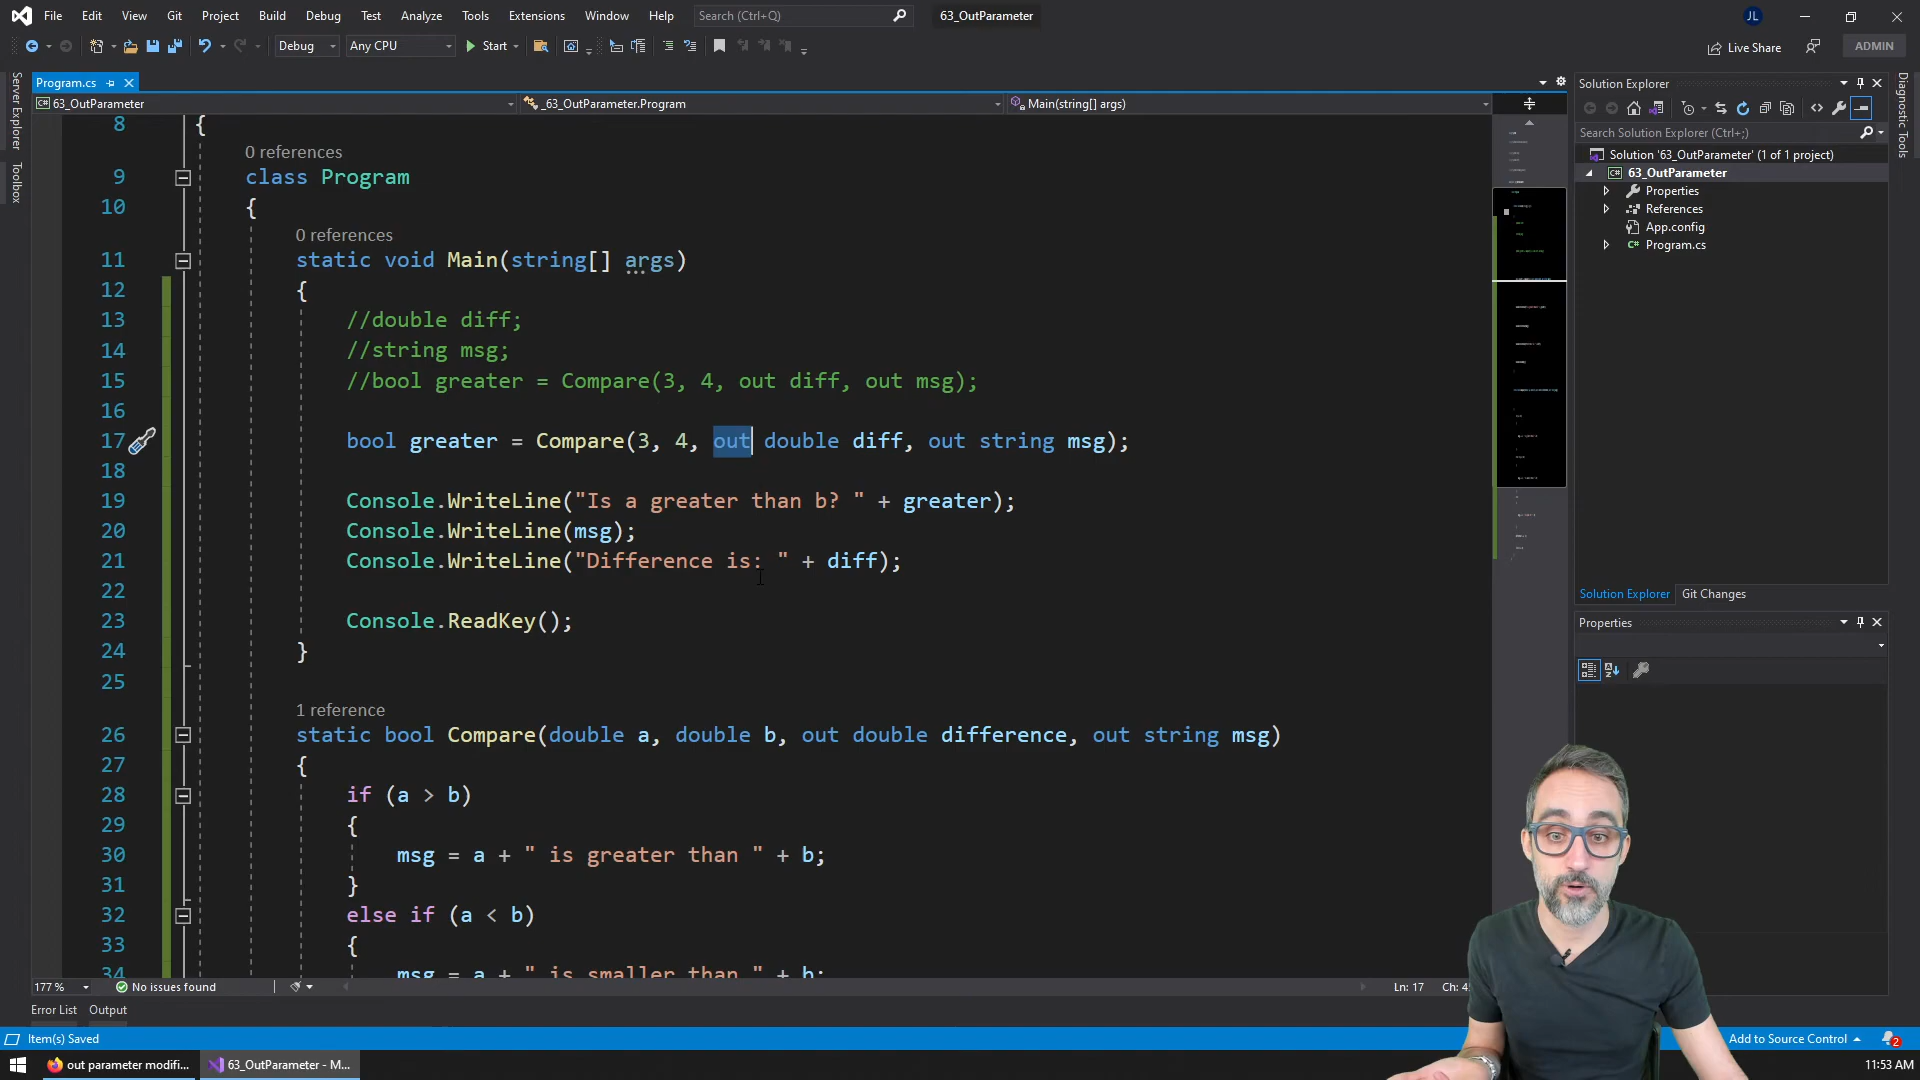 File Edit View Git Project Build Debug Test Analyze Tools Extensions Window Help Search (Ctrl+Q) 63_OutParameter JL
Debug Any CPU Start Live Share ADMIN
Server Explorer
Toolbox
Program.cs
63_OutParameter _63_OutParameter.Program Main(string[] args)
8 {
0 references
9 class Program
10 {
0 references
11 static void Main(string[] args)
12 {
13 //double diff;
14 //string msg;
15 //bool greater = Compare(3, 4, out diff, out msg);
16
17 bool greater = Compare(3, 4, out double diff, out string msg);
18
19 Console.WriteLine("Is a greater than b? " + greater);
20 Console.WriteLine(msg);
21 Console.WriteLine("Difference is: " + diff);
22
23 Console.ReadKey();
24 }
25
1 reference
26 static bool Compare(double a, double b, out double difference, out string msg)
27 {
28 if (a > b)
29 {
30 msg = a + " is greater than " + b;
31 }
32 else if (a < b)
33 {
34 msg = a + " is smaller than " + b;
177 % No issues found Ln: 17 Ch: 4
Error List Output
Solution Explorer
Search Solution Explorer (Ctrl+;)
Solution '63_OutParameter' (1 of 1 project)
63_OutParameter
Properties
References
App.config
Program.cs
Solution Explorer Git Changes
Properties
Diagnostic Tools
Item(s) Saved Add to Source Control 2
out parameter modifi... 63_OutParameter - M... 11:53 AM